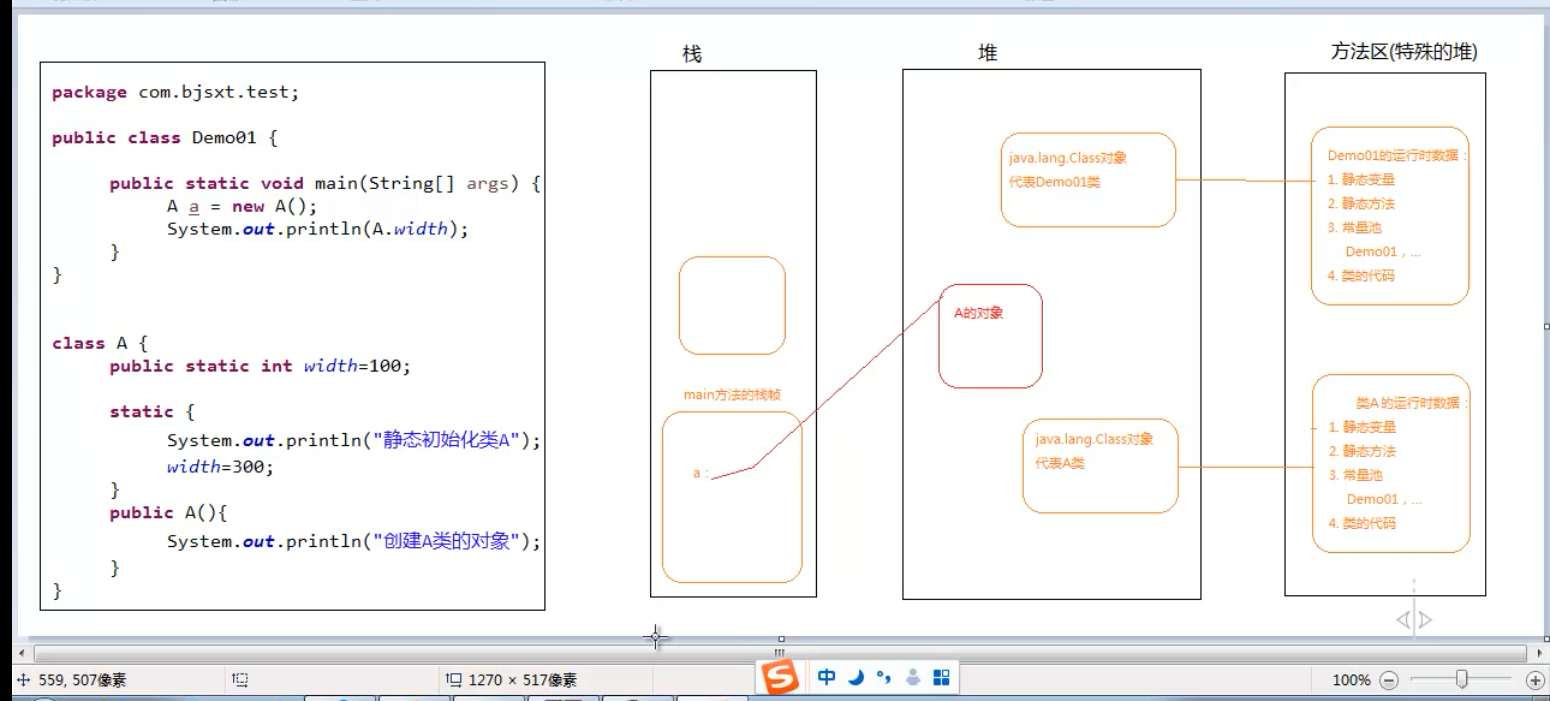 package com.bjsxt.test;
public class Demo01 {
public static void main(String[] args) {
A a = new A();
System.out.println(A.width);
}
}
class A {
public static int width=100;
static {
System.out.println("静态初始化类A");
width=300;
}
public A(){
System.out.println("创建A类的对象");
}
}
栈
main方法的栈帧
a：
堆
java.lang.Class对象
代表Demo01类
A的对象
java.lang.Class对象
代表A类
方法区(特殊的堆)
Demo01的运行时数据：
1. 静态变量
2. 静态方法
3. 常量池
Demo01，...
4. 类的代码
类A的运行时数据：
1. 静态变量
2. 静态方法
3. 常量池
Demo01，...
4. 类的代码
559, 507像素
1270 × 517像素
中
100%